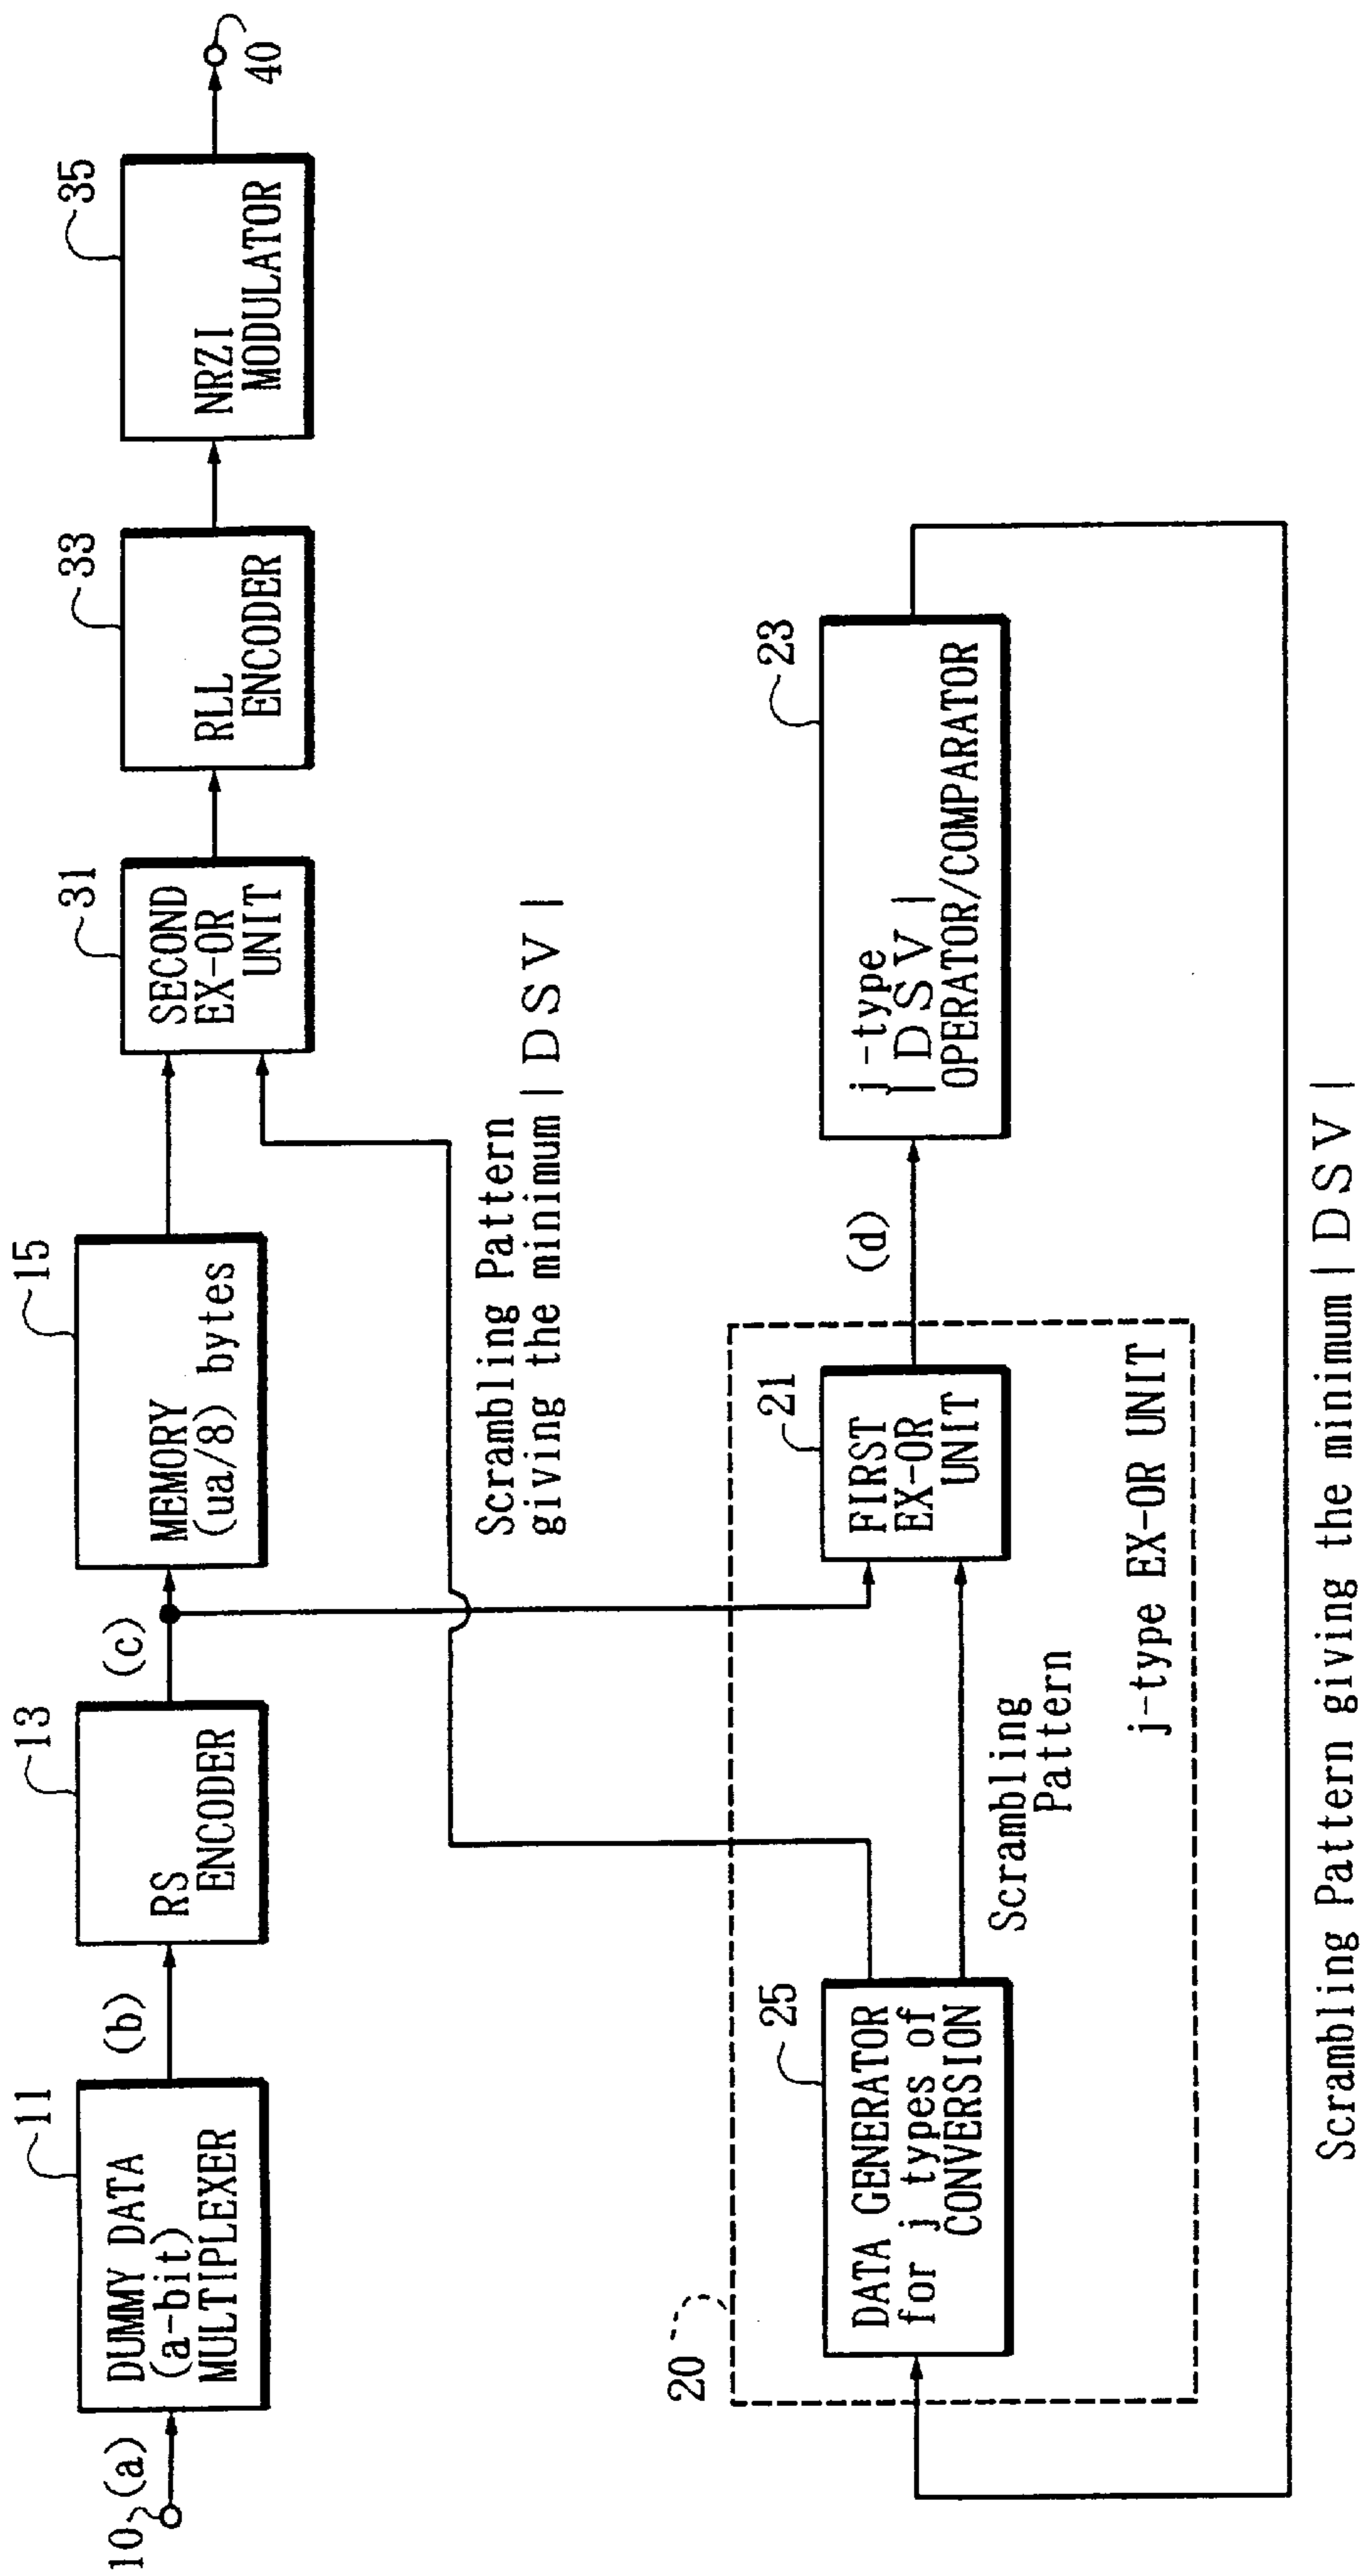 10
(a)
11
DUMMY DATA
(a-bit)
MULTIPLEXER
(b)
13
RS
ENCODER
(c)
15
MEMORY
(ua/8) bytes
31
SECOND
EX-OR
UNIT
33
RLL
ENCODER
35
NRZI
MODULATOR
40
Scrambling Pattern
giving the minimum|DSV|
20
25
DATA GENERATOR
for j types of
CONVERSION
Scrambling
Pattern
21
FIRST
EX-OR
UNIT
j-type EX-OR UNIT
(d)
23
j-type
|DSV|
OPERATOR/COMPARATOR
Scrambling Pattern giving the minimum|DSV|